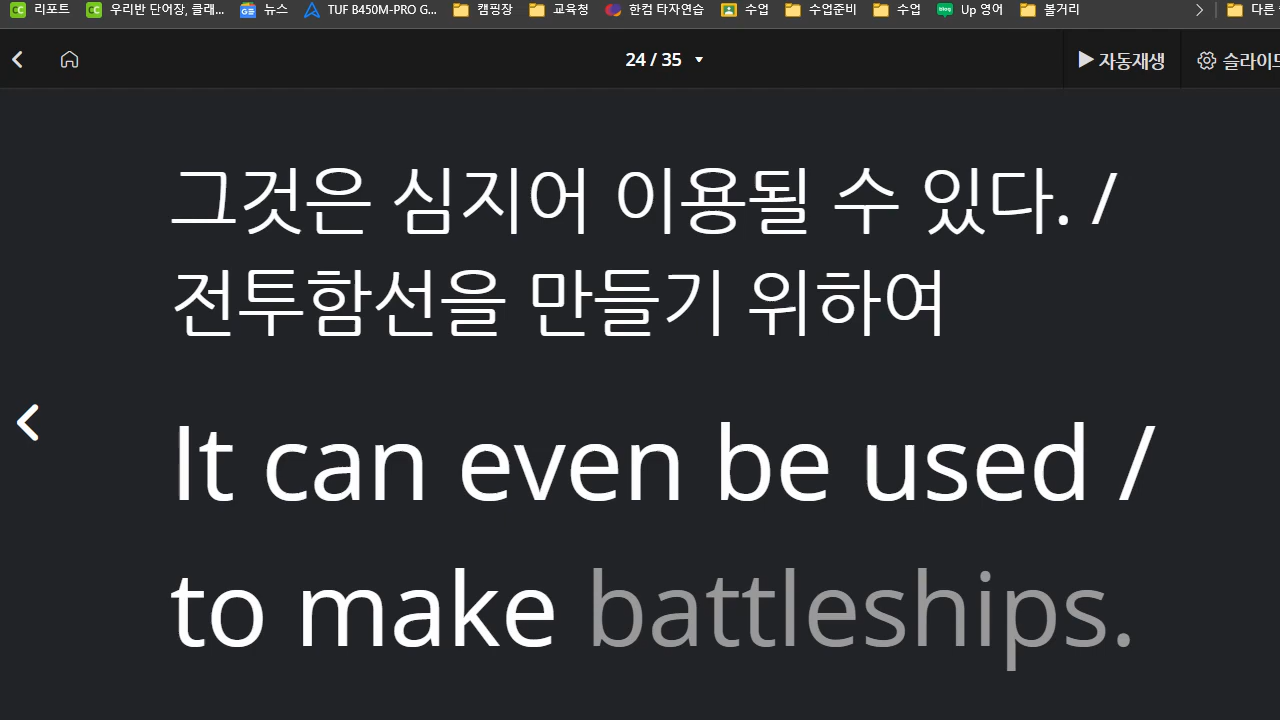 리포트 우리반 단어장, 클래... 뉴스 TUF B450M-PRO G... 캠핑장 교육청 한컴 타자연습 수업 수업준비 수업 Up 영어 볼거리 다른
24 / 35 자동재생 슬라이드
그것은 심지어 이용될 수 있다. /
전투함선을 만들기 위하여
It can even be used /
to make battleships.